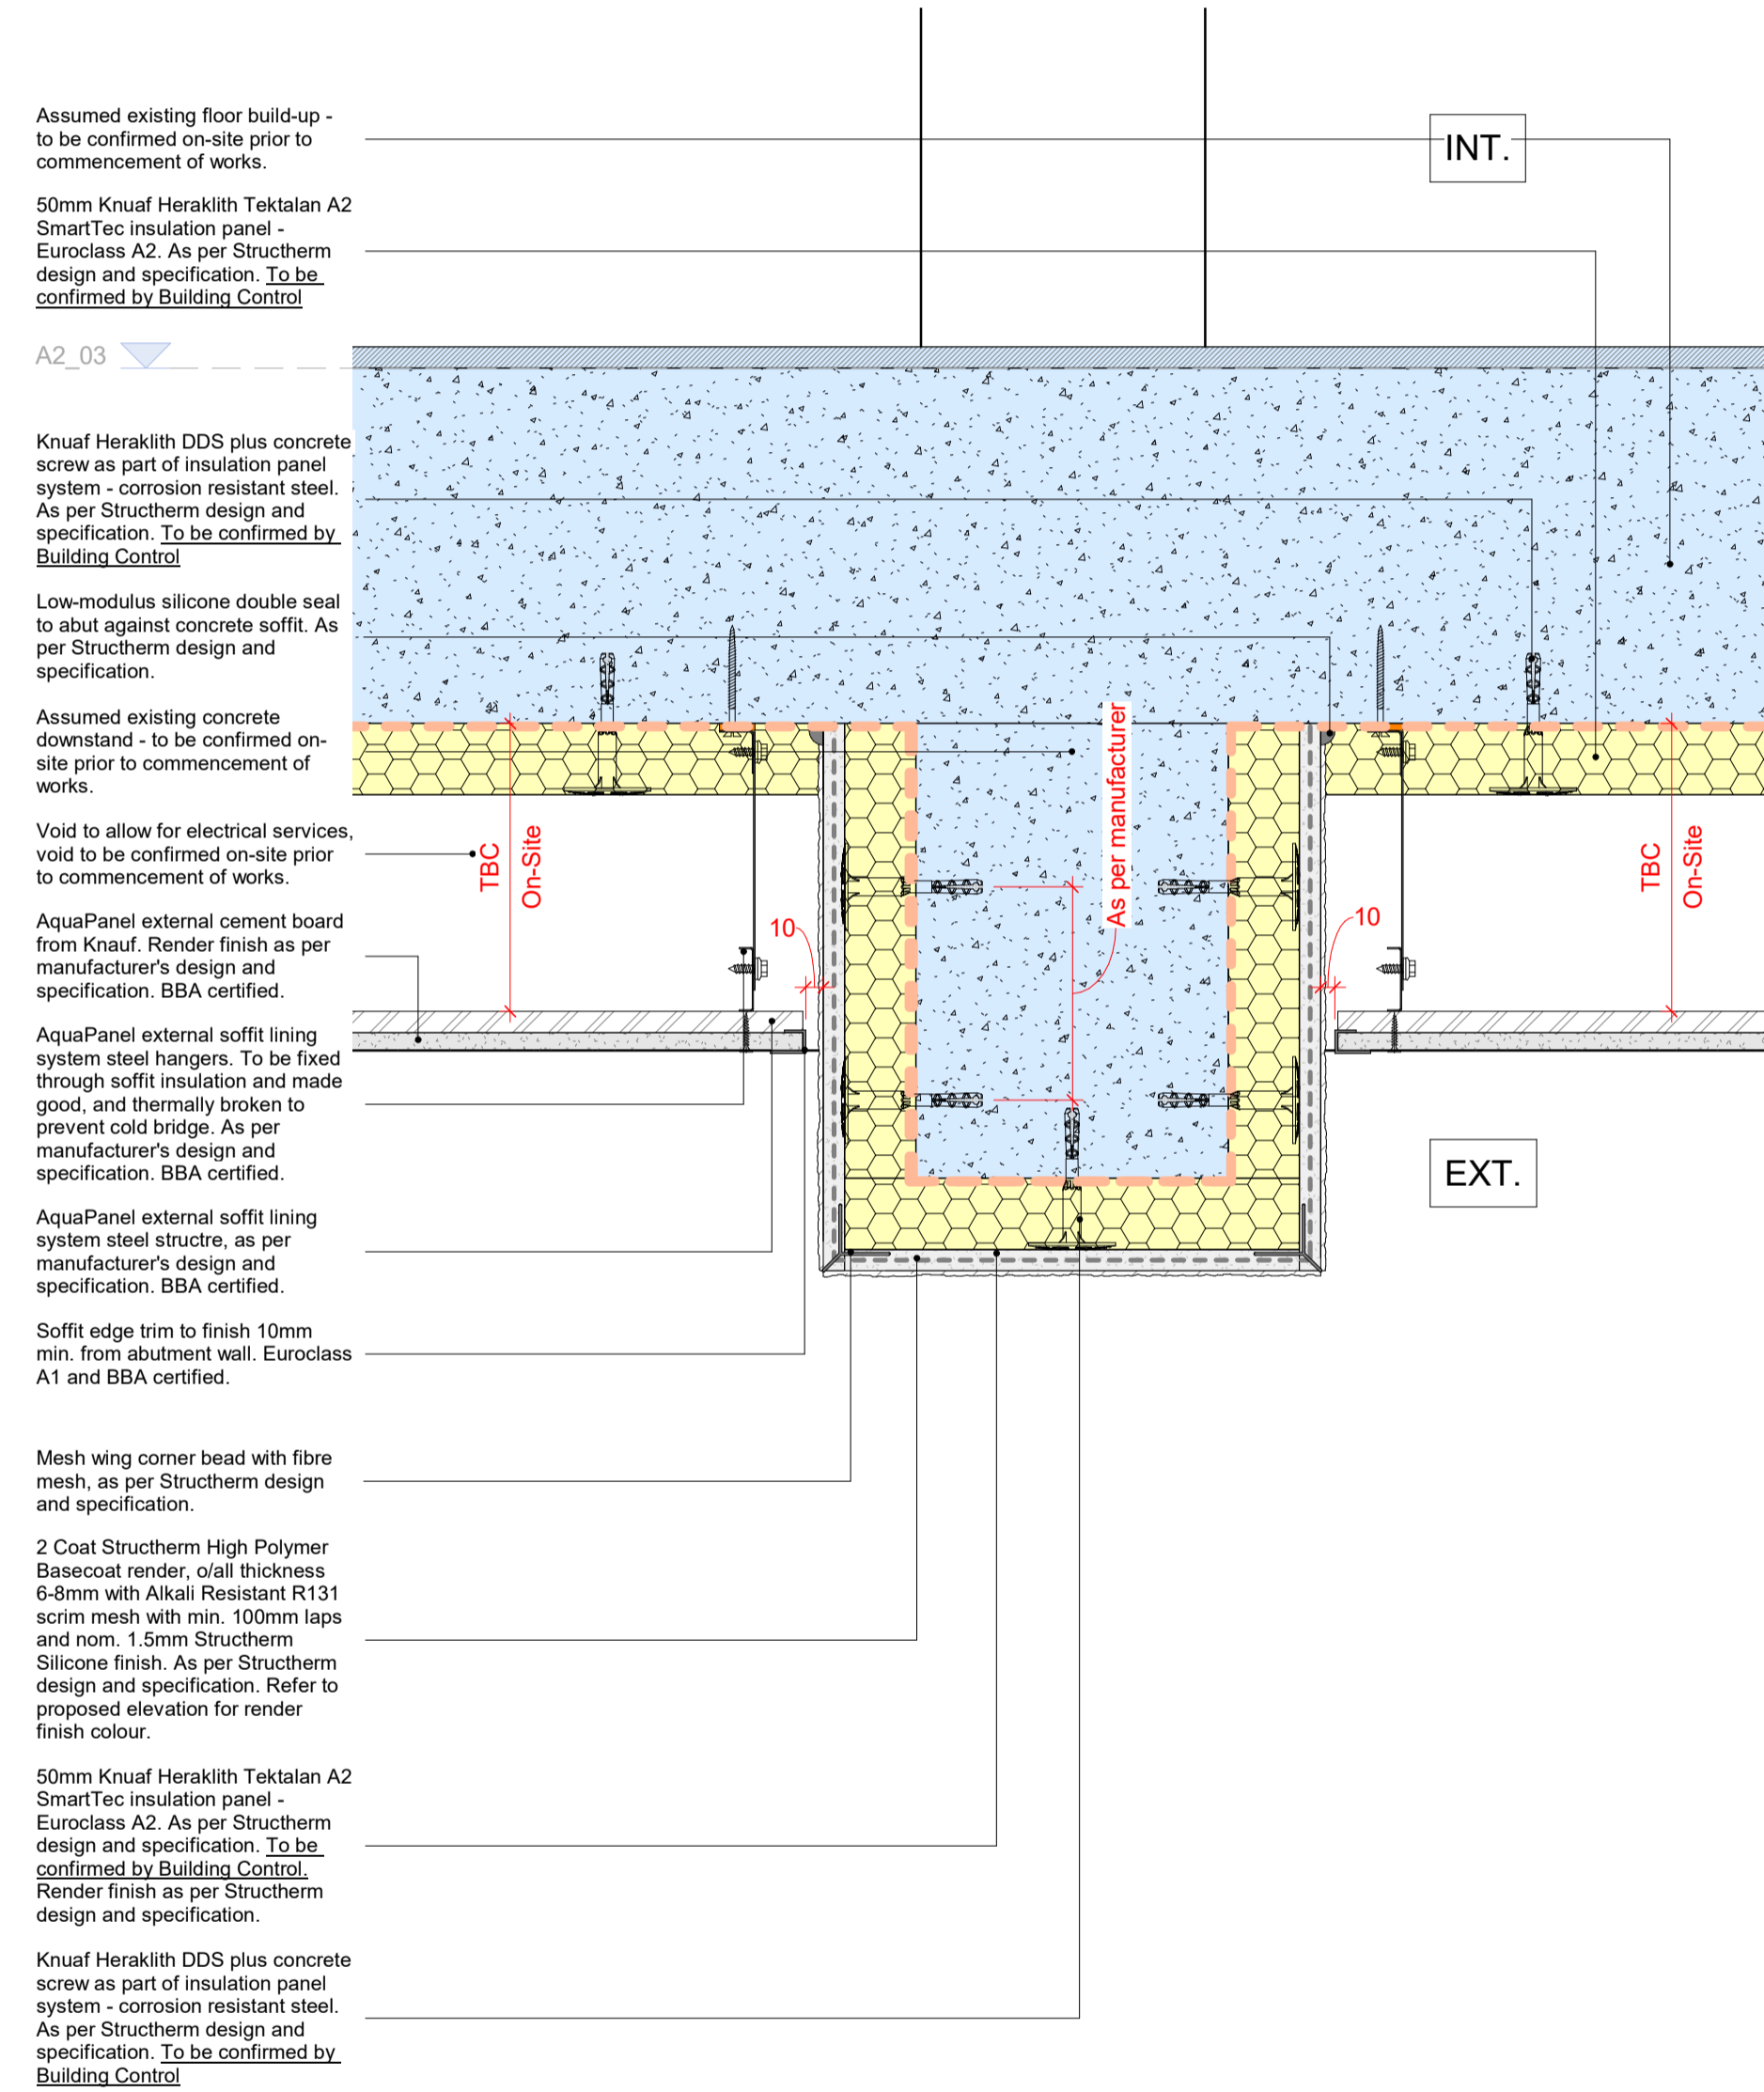 Assumed existing floor build-up -
to be confirmed on-site prior to
commencement of works.
INT.
50mm Knuaf Heraklith Tektalan A2
SmartTec insulation panel -
Euroclass A2. As per Structherm
design and specification. To be
confirmed by Building Control
A2_03
Knuaf Heraklith DDS plus concrete
screw as part of insulation panel
system - corrosion resistant steel.
As per Structherm design and
specification. To be confirmed by
Building Control
Low-modulus silicone double seal
to abut against concrete soffit. As
per Structherm design and
specification.
Assumed existing concrete
downstand - to be confirmed on-
site prior to commencement of
works.
Void to allow for electrical services,
void to be confirmed on-site prior
to commencement of works.
TBC
On-Site
10
As per manufacturer
10
TBC
On-Site
AquaPanel external cement board
from Knauf. Render finish as per
manufacturer's design and
specification. BBA certified.
AquaPanel external soffit lining
system steel hangers. To be fixed
through soffit insulation and made
good, and thermally broken to
prevent cold bridge. As per
manufacturer's design and
specification. BBA certified.
EXT.
AquaPanel external soffit lining
system steel structre, as per
manufacturer's design and
specification. BBA certified.
Soffit edge trim to finish 10mm
min. from abutment wall. Euroclass
A1 and BBA certified.
Mesh wing corner bead with fibre
mesh, as per Structherm design
and specification.
2 Coat Structherm High Polymer
Basecoat render, o/all thickness
6-8mm with Alkali Resistant R131
scrim mesh with min. 100mm laps
and nom. 1.5mm Structherm
Silicone finish. As per Structherm
design and specification. Refer to
proposed elevation for render
finish colour.
50mm Knuaf Heraklith Tektalan A2
SmartTec insulation panel -
Euroclass A2. As per Structherm
design and specification. To be
confirmed by Building Control.
Render finish as per Structherm
design and specification.
Knuaf Heraklith DDS plus concrete
screw as part of insulation panel
system - corrosion resistant steel.
As per Structherm design and
specification. To be confirmed by
Building Control